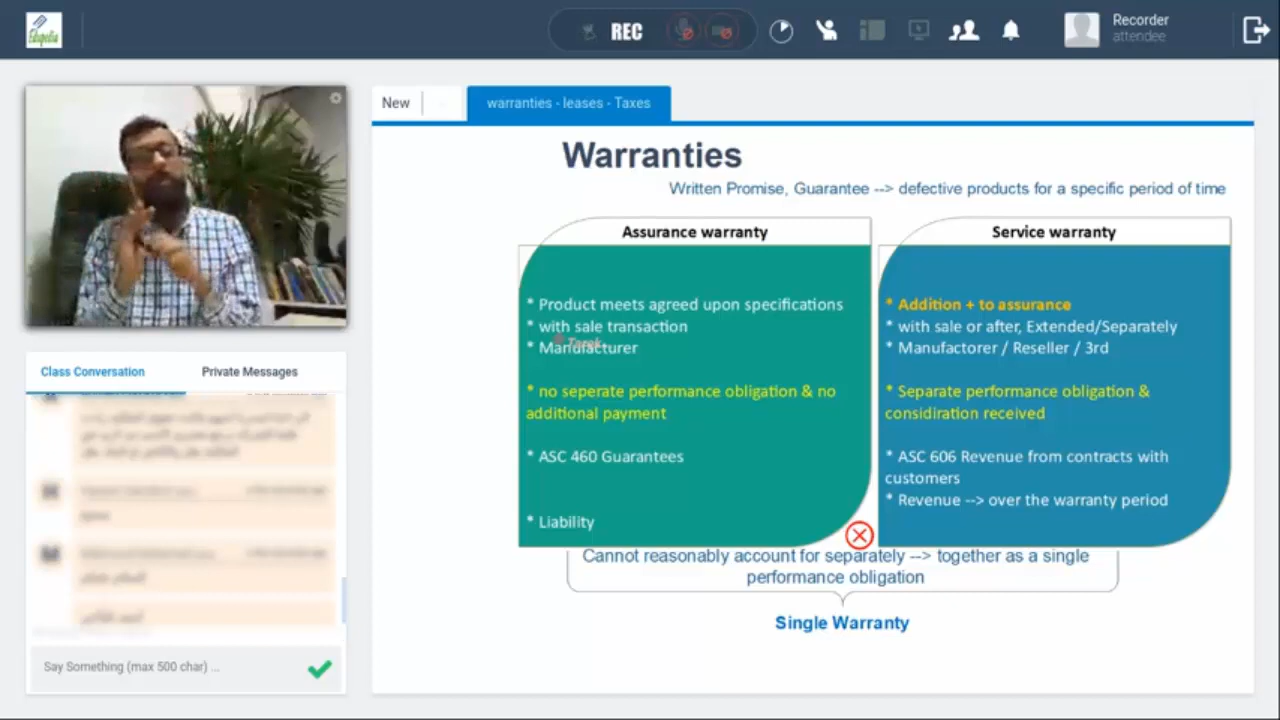 Edupedia
REC
Recorder
attendee
New
warranties - leases - Taxes
Warranties
Written Promise, Guarantee --> defective products for a specific period of time
Assurance warranty
* Product meets agreed upon specifications
* with sale transaction
* Manufacturer
Tarek
* no seperate performance obligation & no
additional payment
* ASC 460 Guarantees
* Liability
Service warranty
* Addition + to assurance
* with sale or after, Extended/Separately
* Manufactorer / Reseller / 3rd
* Separate performance obligation &
considiration received
* ASC 606 Revenue from contracts with
customers
* Revenue --> over the warranty period
Cannot reasonably account for separately --> together as a single
performance obligation
Single Warranty
Class Conversation
Private Messages
Say Something (max 500 char) ...